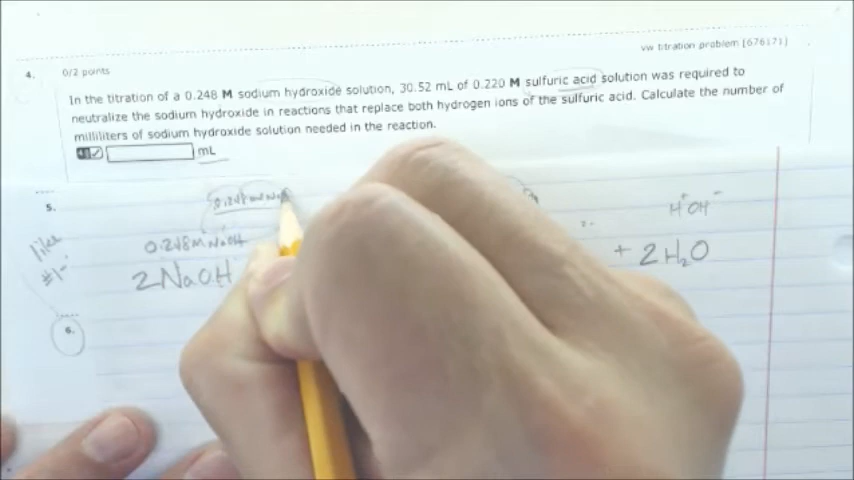 vw titration problem [676171]
4. 0/2 points
In the titration of a 0.248 M sodium hydroxide solution, 30.52 mL of 0.220 M sulfuric acid solution was required to
neutralize the sodium hydroxide in reactions that replace both hydrogen ions of the sulfuric acid. Calculate the number of
milliliters of sodium hydroxide solution needed in the reaction.
mL
5.
H⁺OH⁻
like
#1
0.248M NaOH
2NaOH
+ 2H₂O
6.